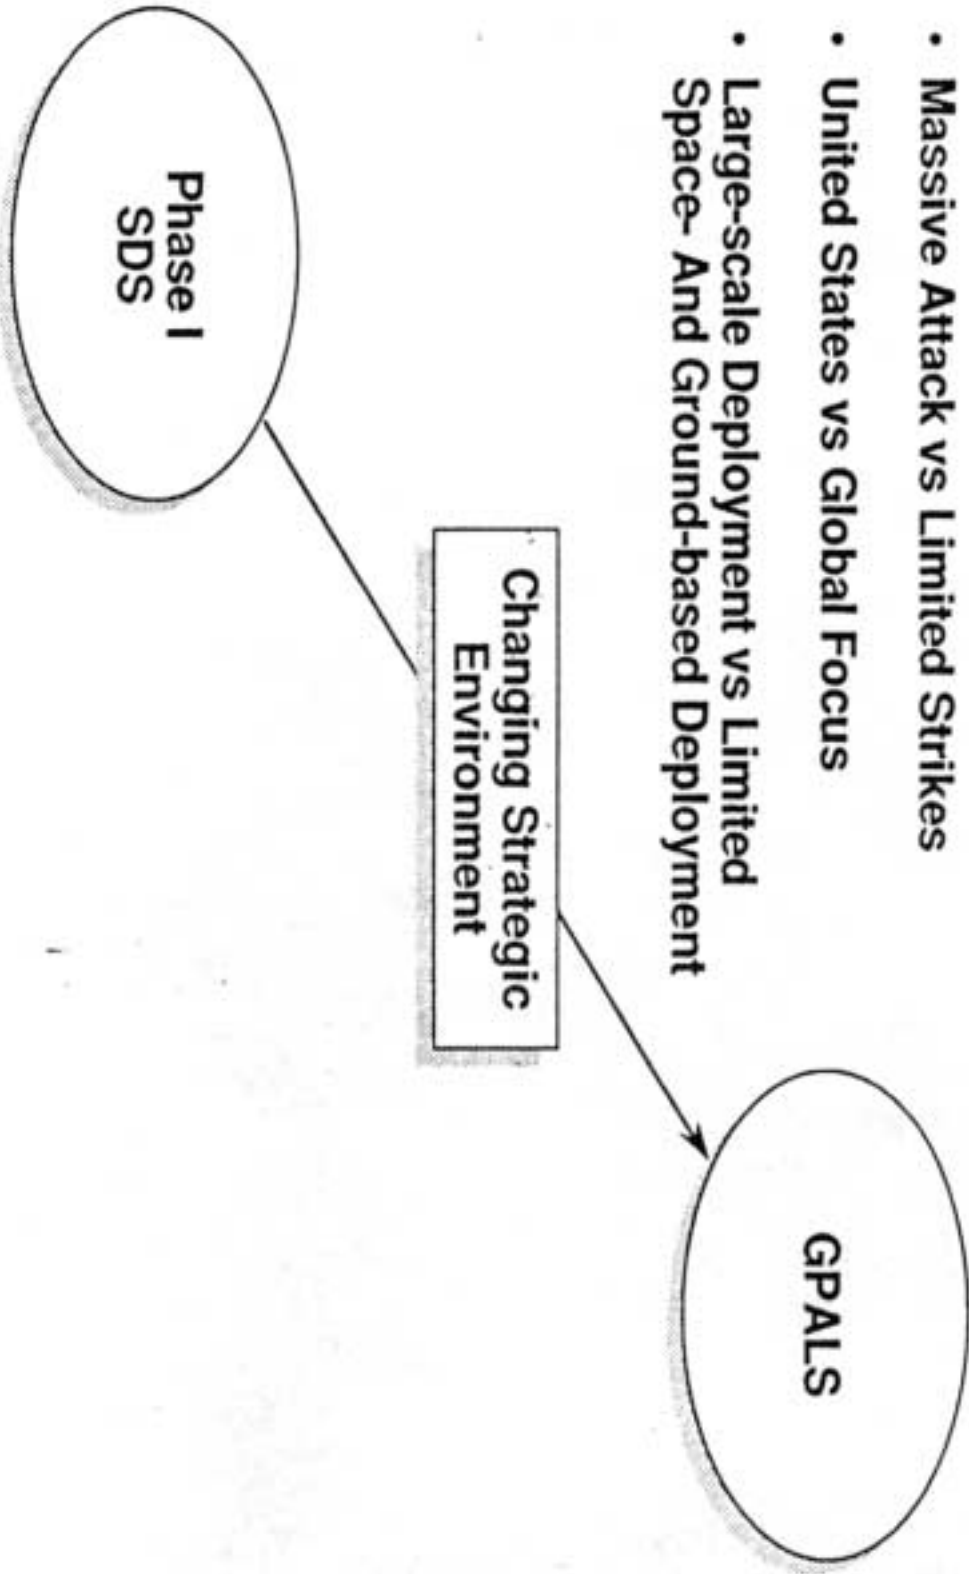 • Massive Attack vs Limited Strikes
• United States vs Global Focus
• Large-scale Deployment vs Limited
Space- And Ground-based Deployment
GPALS
Changing Strategic
Environment
Phase I
SDS